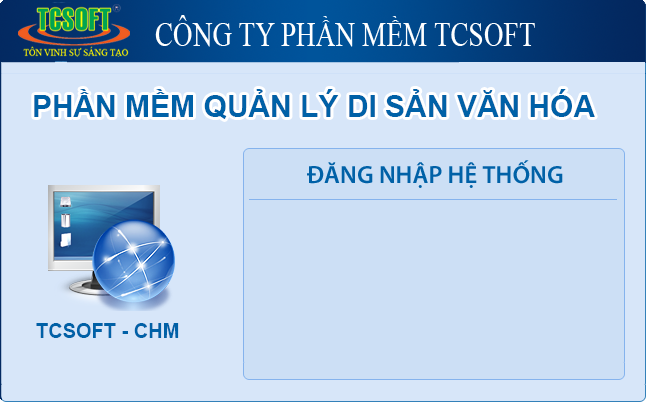 TCSOFT
TÔN VINH SỰ SÁNG TẠO
CÔNG TY PHẦN MỀM TCSOFT
PHẦN MỀM QUẢN LÝ DI SẢN VĂN HÓA
ĐĂNG NHẬP HỆ THỐNG
TCSOFT - CHM